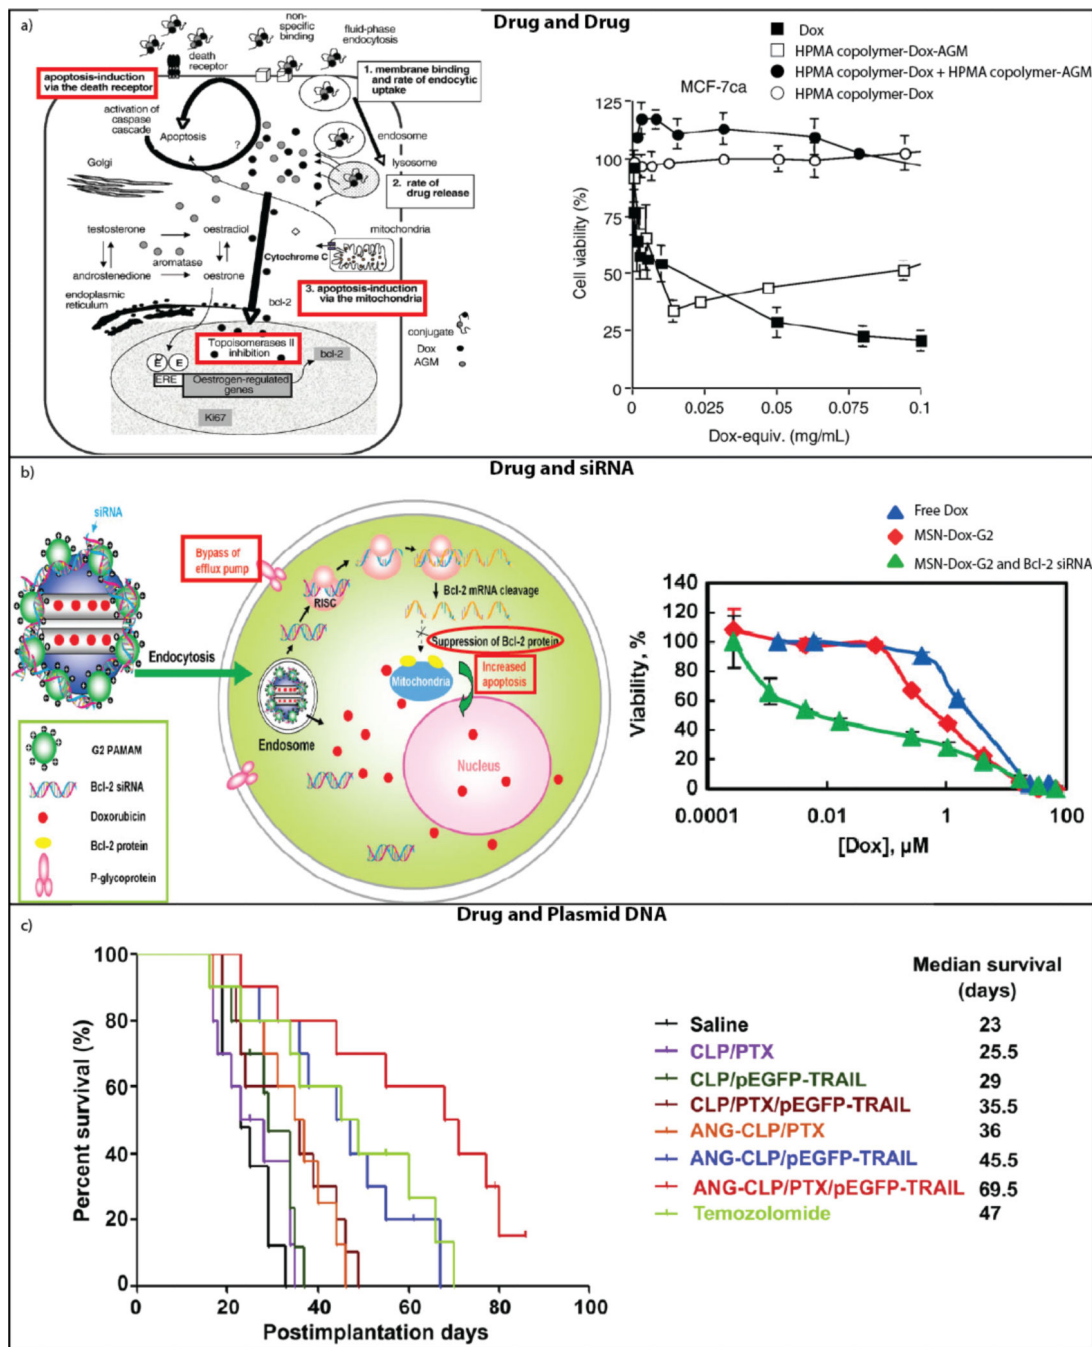 a)
Drug and Drug
non-
specific
binding
fluid-phase
endocytosis
death
receptor
apoptosis-induction
via the death receptor
1. membrane binding
and rate of endocytic
uptake
activation of
caspase
cascade
Apoptosis
?
endosome
lysosome
Golgi
2. rate of
drug release
mitochondria
testosterone
oestradiol
aromatase
Cytochrome C
androstenedione
oestrone
endoplasmic
reticulum
bcl-2
3. apoptosis-induction
via the mitochondria
Topoisomerases II
inhibition
conjugate
Dox
AGM
bcl-2
E
E
ERE
Oestrogen-regulated
genes
Ki67
Dox
HPMA copolymer-Dox-AGM
HPMA copolymer-Dox + HPMA copolymer-AGM
HPMA copolymer-Dox
MCF-7ca
125
100
75
50
25
0
Cell viability (%)
0
0.025
0.05
0.075
0.1
Dox-equiv. (mg/mL)
b)
Drug and siRNA
siRNA
Bypass of
efflux pump
RISC
Bcl-2 mRNA cleavage
Suppression of Bcl-2 protein
Endocytosis
Mitochondria
Increased
apoptosis
Endosome
Nucleus
G2 PAMAM
Bcl-2 siRNA
Doxorubicin
Bcl-2 protein
P-glycoprotein
Free Dox
MSN-Dox-G2
MSN-Dox-G2 and Bcl-2 siRNA
140
120
100
80
60
40
20
0
Viability, %
0.0001
0.01
1
100
[Dox], µM
c)
Drug and Plasmid DNA
100
80
60
40
20
0
Percent survival (%)
0
20
40
60
80
100
Postimplantation days
Median survival
(days)
Saline 23
CLP/PTX 25.5
CLP/pEGFP-TRAIL 29
CLP/PTX/pEGFP-TRAIL 35.5
ANG-CLP/PTX 36
ANG-CLP/pEGFP-TRAIL 45.5
ANG-CLP/PTX/pEGFP-TRAIL 69.5
Temozolomide 47